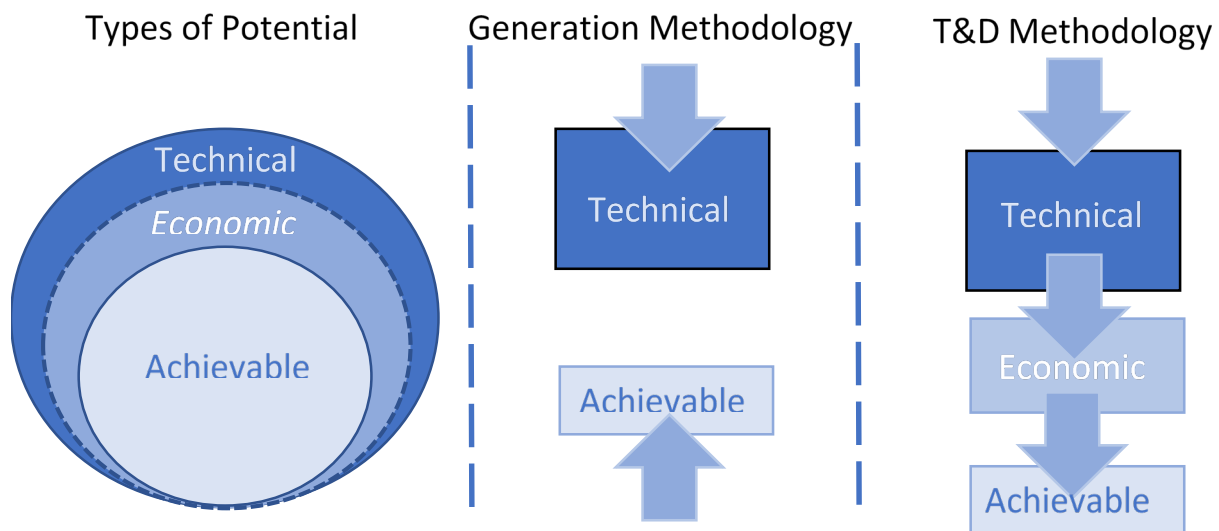 Types of Potential
Technical
Economic
Achievable
Generation Methodology
Technical
Achievable
T&D Methodology
Technical
Economic
Achievable